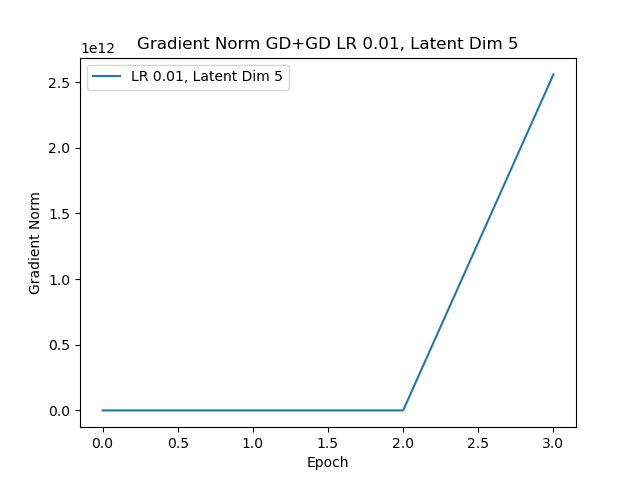 Gradient Norm GD+GD LR 0.01, Latent Dim 5
1e12
LR 0.01, Latent Dim 5
2.5
2.0
1.5
1.0
0.5
0.0
Gradient Norm
0.0 0.5 1.0 1.5 2.0 2.5 3.0
Epoch